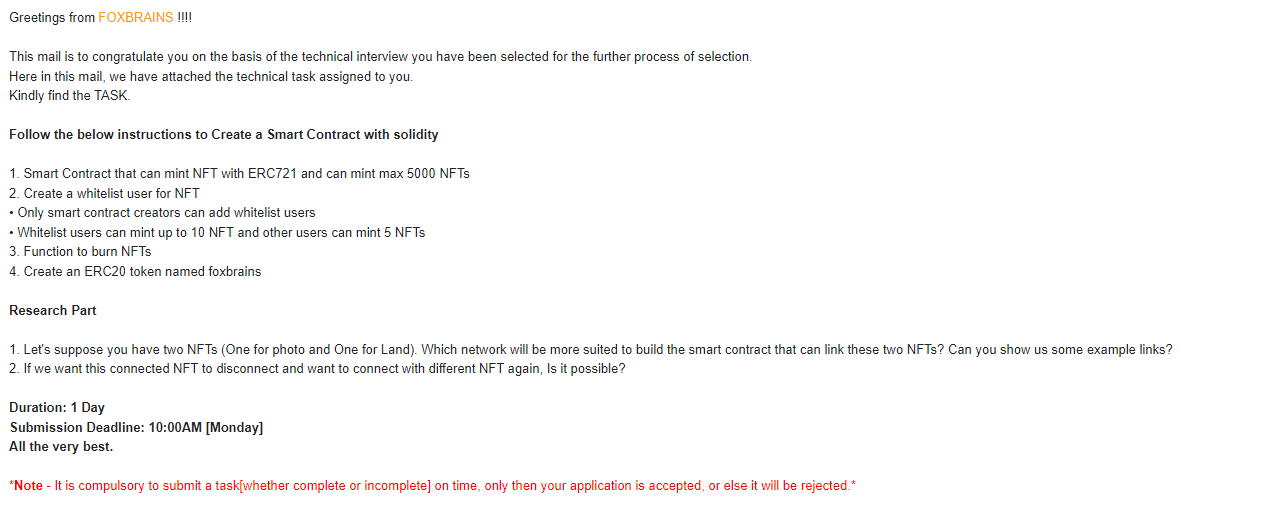 Greetings from FOXBRAINS !!!!
This mail is to congratulate you on the basis of the technical interview you have been selected for the further process of selection.
Here in this mail, we have attached the technical task assigned to you.
Kindly find the TASK.
Follow the below instructions to Create a Smart Contract with solidity
1. Smart Contract that can mint NFT with ERC721 and can mint max 5000 NFTs
2. Create a whitelist user for NFT
• Only smart contract creators can add whitelist users
• Whitelist users can mint up to 10 NFT and other users can mint 5 NFTs
3. Function to burn NFTs
4. Create an ERC20 token named foxbrains
Research Part
1. Let's suppose you have two NFTs (One for photo and One for Land). Which network will be more suited to build the smart contract that can link these two NFTs? Can you show us some example links?
2. If we want this connected NFT to disconnect and want to connect with different NFT again, Is it possible?
Duration: 1 Day
Submission Deadline: 10:00AM [Monday]
All the very best.
*Note - It is compulsory to submit a task[whether complete or incomplete] on time, only then your application is accepted, or else it will be rejected.*